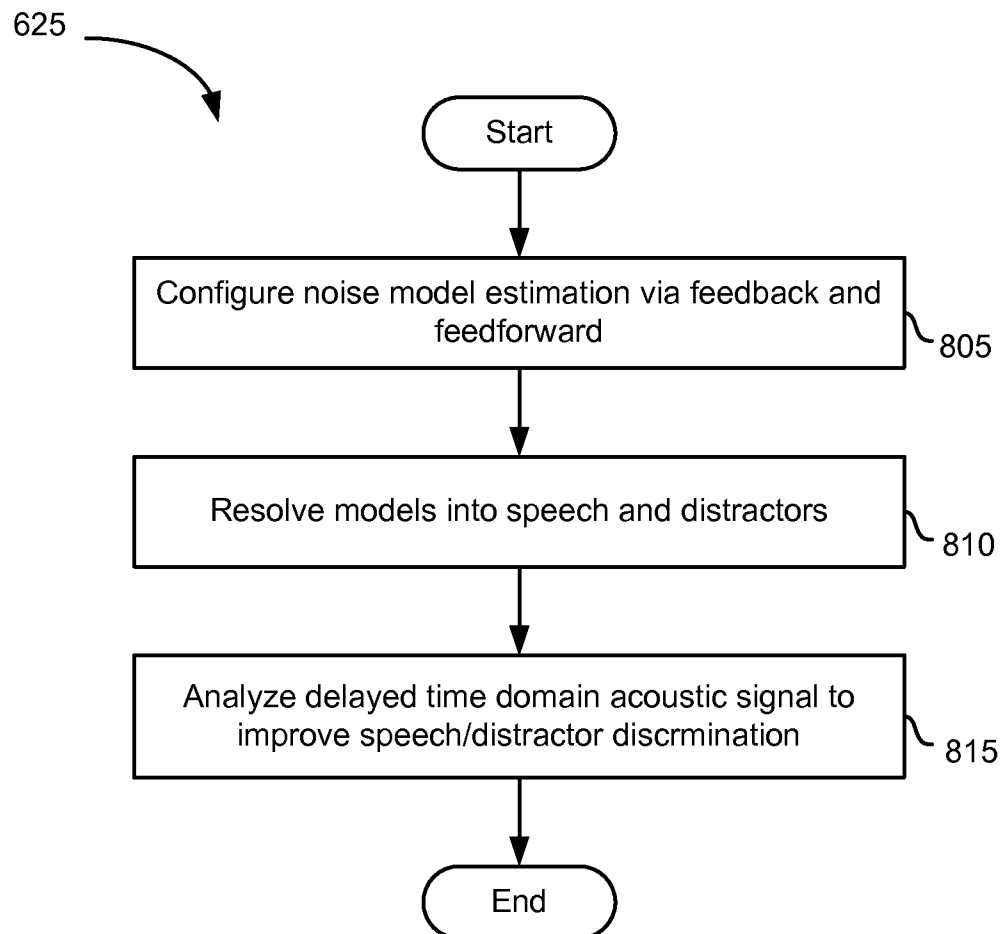 625
Start
Configure noise model estimation via feedback and
feedforward
805
Resolve models into speech and distractors
810
Analyze delayed time domain acoustic signal to
improve speech/distractor discrmination
815
End